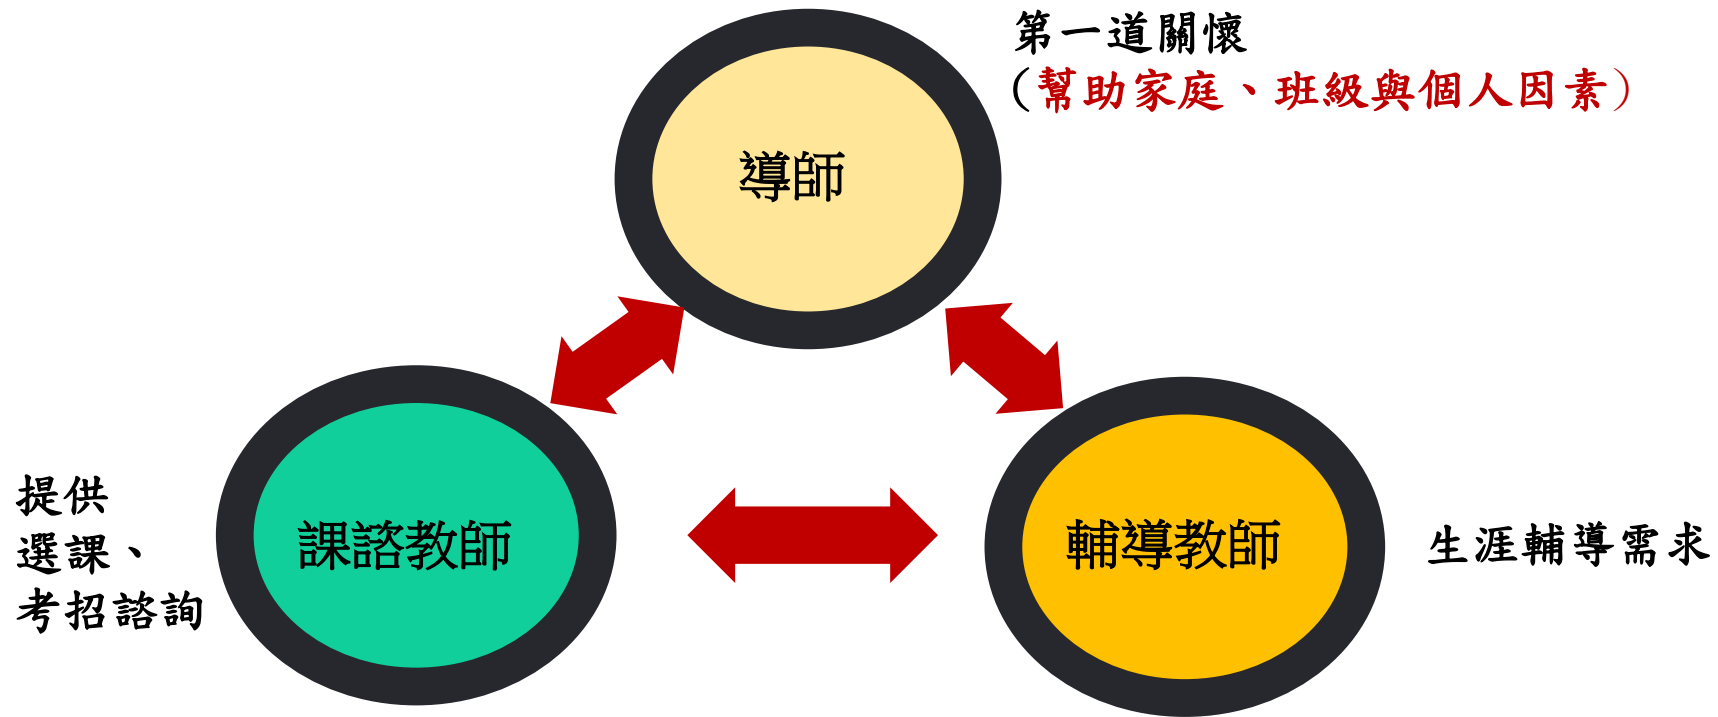 第一道關懷
（幫助家庭、班級與個人因素）
導師
提供
選課、
考招諮詢
課諮教師
輔導教師
生涯輔導需求